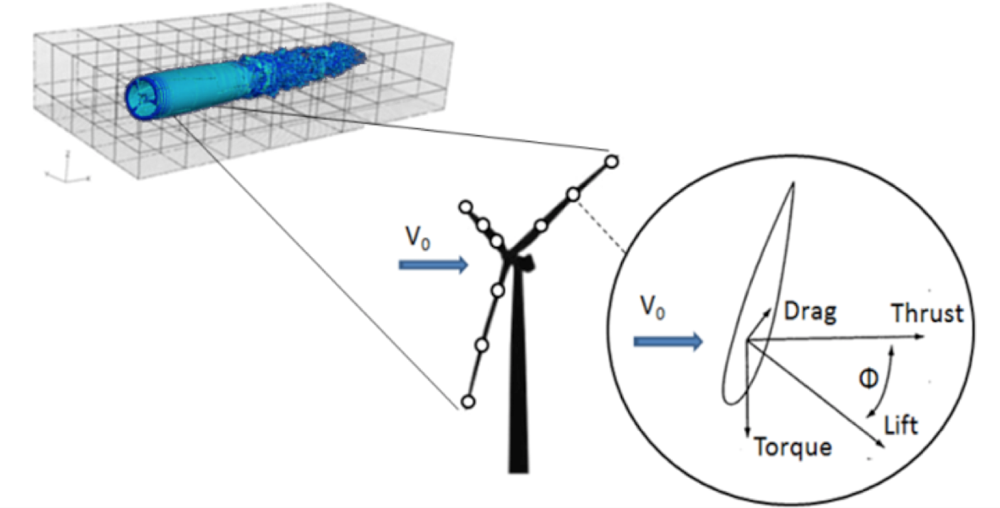 V₀
V₀
Drag
Thrust
Φ
Lift
Torque